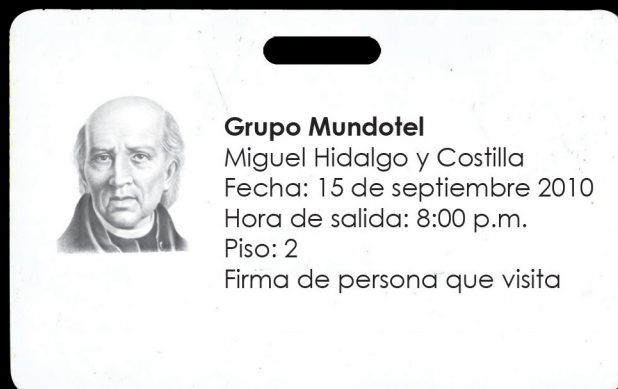 Grupo Mundotel
Miguel Hidalgo y Costilla
Fecha: 15 de septiembre 2010
Hora de salida: 8:00 p.m.
Piso: 2
Firma de persona que visita